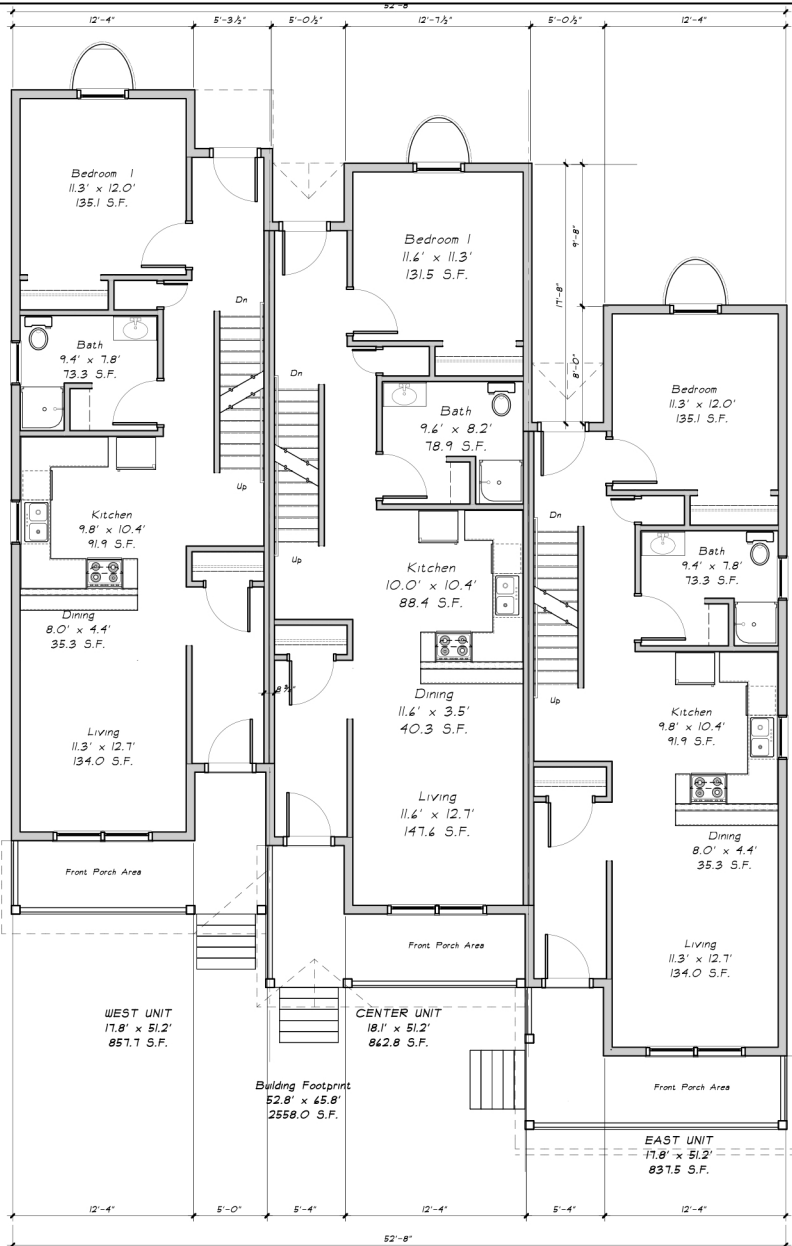 52'-8"
12'-4"
5'-3½"
5'-0½"
12'-7½"
5'-0½"
12'-4"
Bedroom 1
11.3' x 12.0'
135.1 S.F.
Dn
Bath
9.4' x 7.8'
73.3 S.F.
Up
Kitchen
9.8' x 10.4'
91.9 S.F.
Dining
8.0' x 4.4'
35.3 S.F.
Living
11.3' x 12.7'
134.0 S.F.
Front Porch Area
WEST UNIT
17.8' x 51.2'
857.7 S.F.
Bedroom 1
11.6' x 11.3'
131.5 S.F.
Dn
Bath
9.6' x 8.2'
78.9 S.F.
Up
Kitchen
10.0' x 10.4'
88.4 S.F.
Dining
11.6' x 3.5'
40.3 S.F.
Living
11.6' x 12.7'
147.6 S.F.
Front Porch Area
CENTER UNIT
18.1' x 51.2'
862.8 S.F.
Building Footprint
52.8' x 65.8'
2558.0 S.F.
17'-8"
9'-8"
8'-0"
Bedroom
11.3' x 12.0'
135.1 S.F.
Dn
Bath
9.4' x 7.8'
73.3 S.F.
Up
Kitchen
9.8' x 10.4'
91.9 S.F.
Dining
8.0' x 4.4'
35.3 S.F.
Living
11.3' x 12.7'
134.0 S.F.
Front Porch Area
EAST UNIT
17.8' x 51.2'
837.5 S.F.
12'-4"
5'-0"
5'-4"
12'-4"
5'-4"
12'-4"
52'-8"